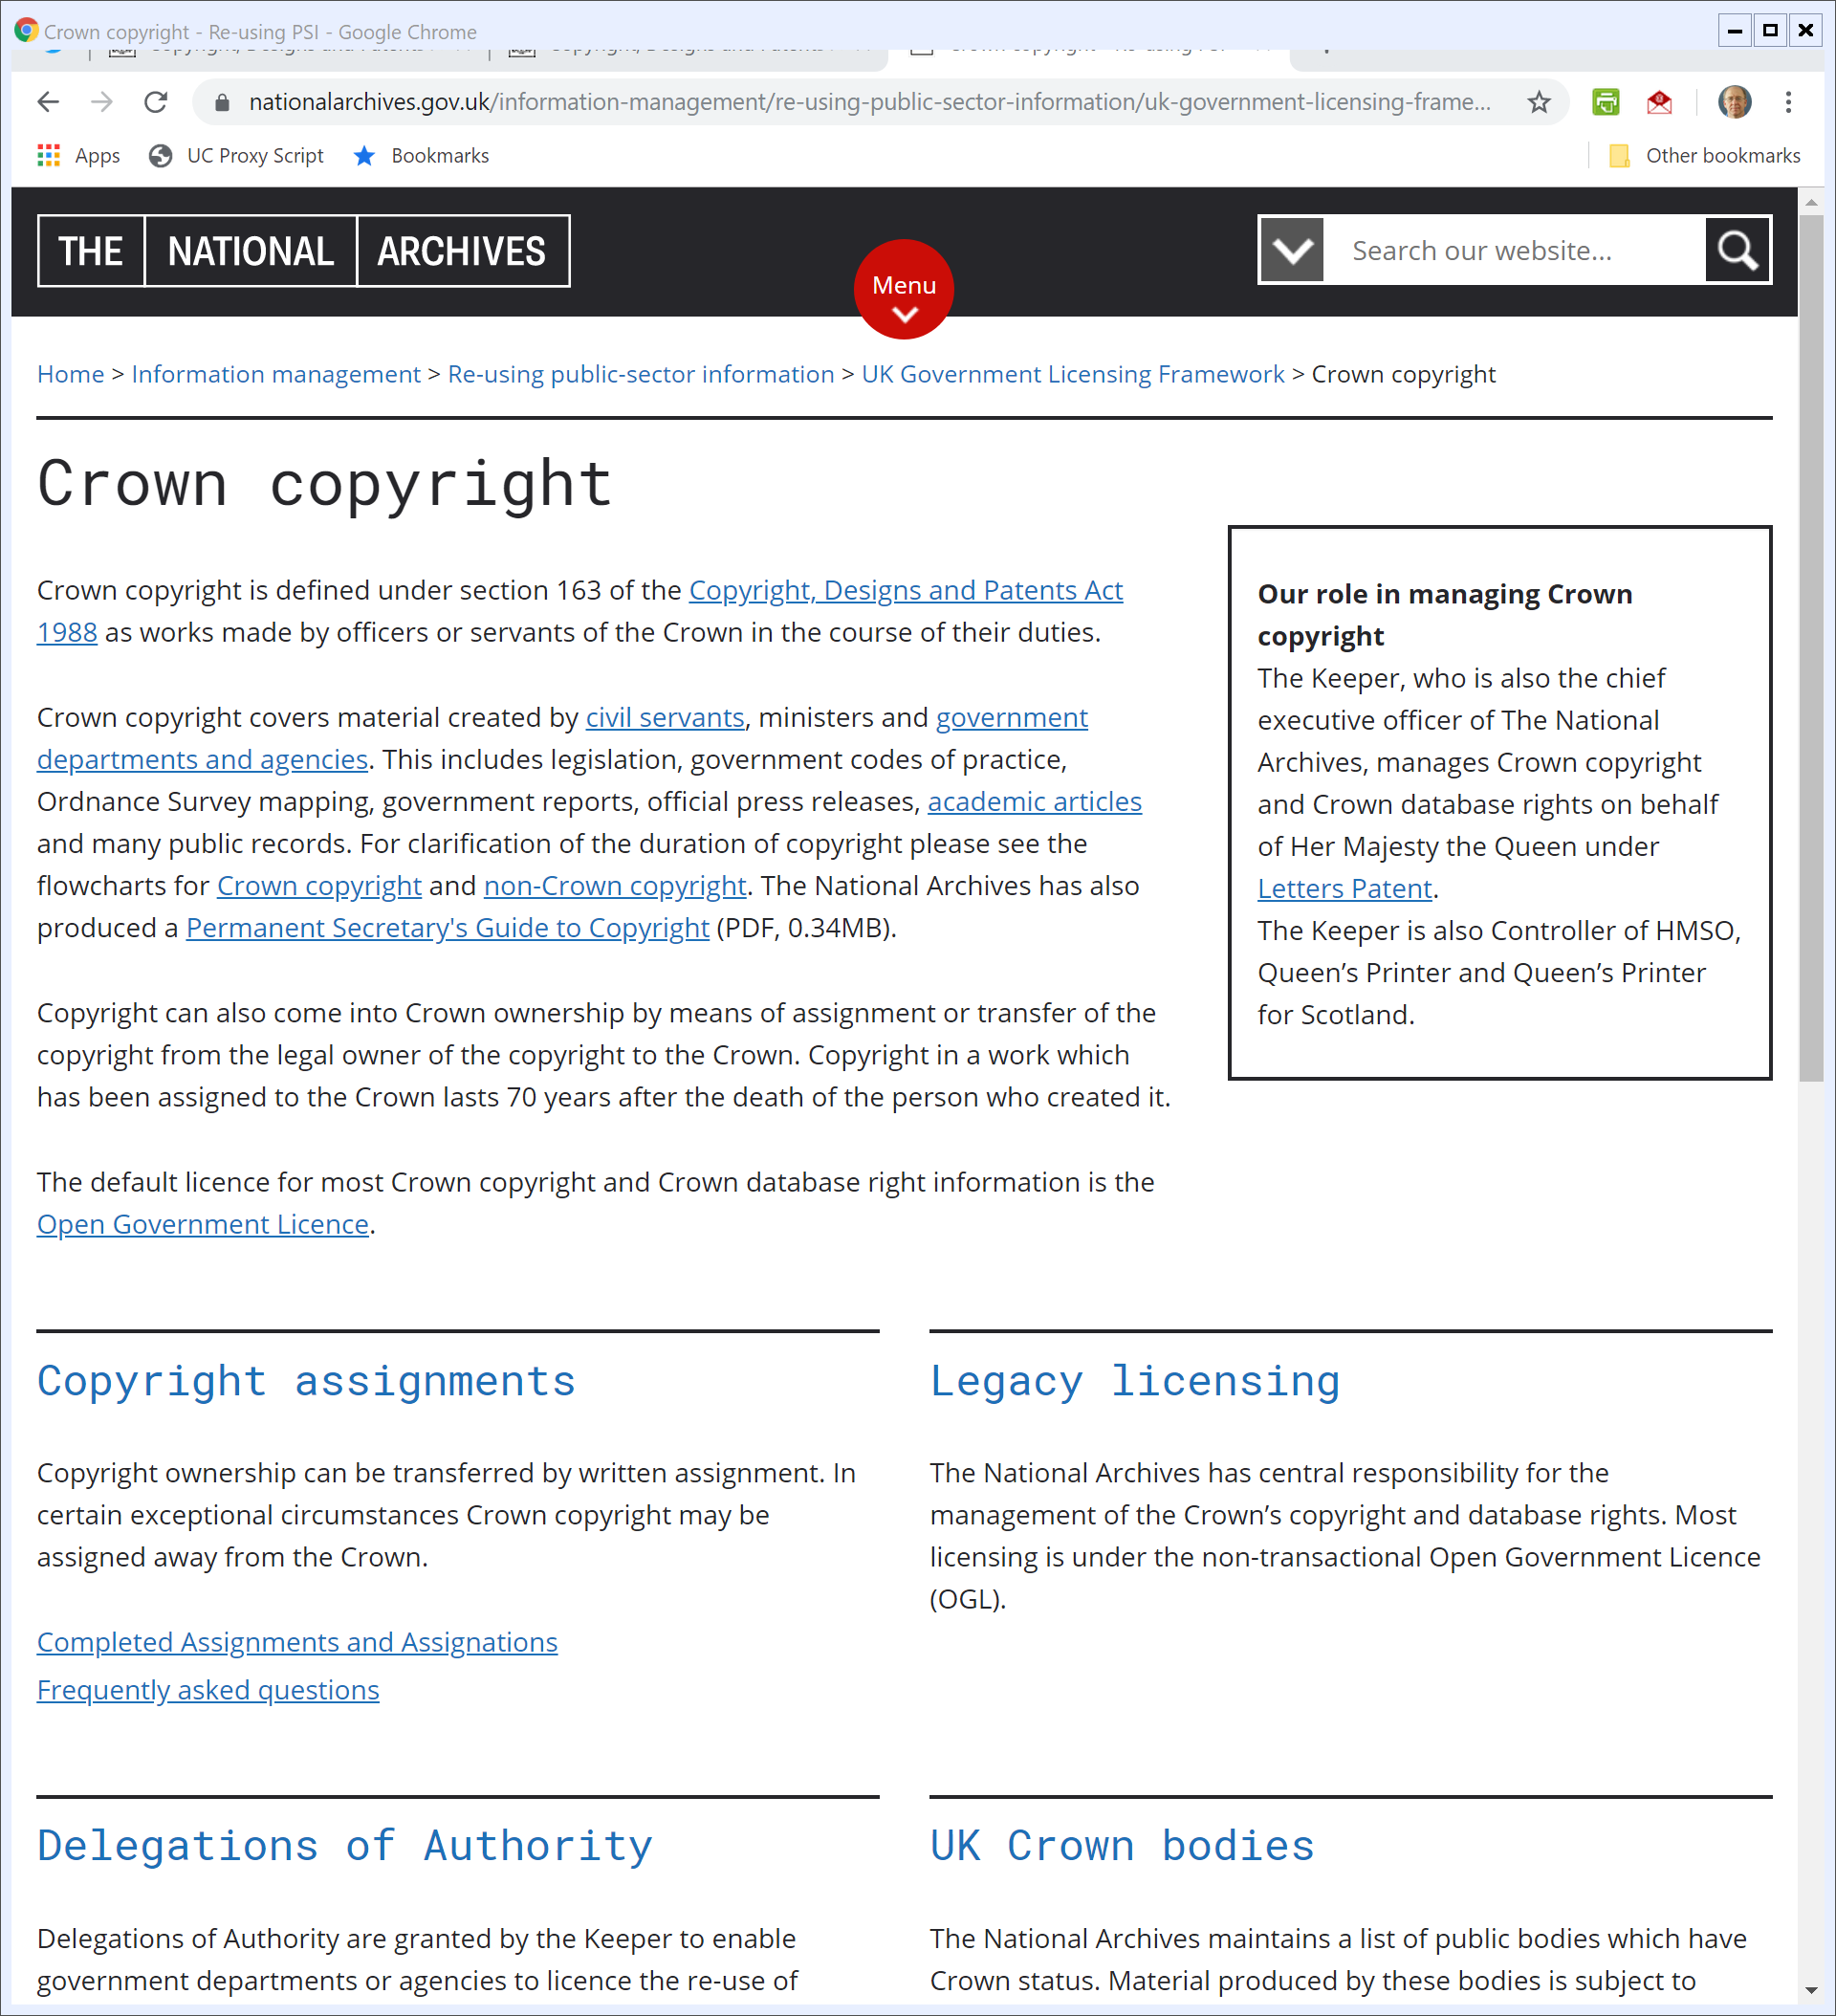 Crown copyright - Re-using PSI - Google Chrome
nationalarchives.gov.uk/information-management/re-using-public-sector-information/uk-government-licensing-frame...
Apps
UC Proxy Script
Bookmarks
Other bookmarks
THE NATIONAL ARCHIVES
Menu
Search our website...
Home > Information management > Re-using public-sector information > UK Government Licensing Framework > Crown copyright
Crown copyright
Crown copyright is defined under section 163 of the Copyright, Designs and Patents Act
1988 as works made by officers or servants of the Crown in the course of their duties.
Crown copyright covers material created by civil servants, ministers and government
departments and agencies. This includes legislation, government codes of practice,
Ordnance Survey mapping, government reports, official press releases, academic articles
and many public records. For clarification of the duration of copyright please see the
flowcharts for Crown copyright and non-Crown copyright. The National Archives has also
produced a Permanent Secretary's Guide to Copyright (PDF, 0.34MB).
Copyright can also come into Crown ownership by means of assignment or transfer of the
copyright from the legal owner of the copyright to the Crown. Copyright in a work which
has been assigned to the Crown lasts 70 years after the death of the person who created it.
The default licence for most Crown copyright and Crown database right information is the
Open Government Licence.
Our role in managing Crown
copyright
The Keeper, who is also the chief
executive officer of The National
Archives, manages Crown copyright
and Crown database rights on behalf
of Her Majesty the Queen under
Letters Patent.
The Keeper is also Controller of HMSO,
Queen’s Printer and Queen’s Printer
for Scotland.
Copyright assignments
Copyright ownership can be transferred by written assignment. In
certain exceptional circumstances Crown copyright may be
assigned away from the Crown.
Completed Assignments and Assignations
Frequently asked questions
Legacy licensing
The National Archives has central responsibility for the
management of the Crown’s copyright and database rights. Most
licensing is under the non-transactional Open Government Licence
(OGL).
Delegations of Authority
Delegations of Authority are granted by the Keeper to enable
government departments or agencies to licence the re-use of
UK Crown bodies
The National Archives maintains a list of public bodies which have
Crown status. Material produced by these bodies is subject to